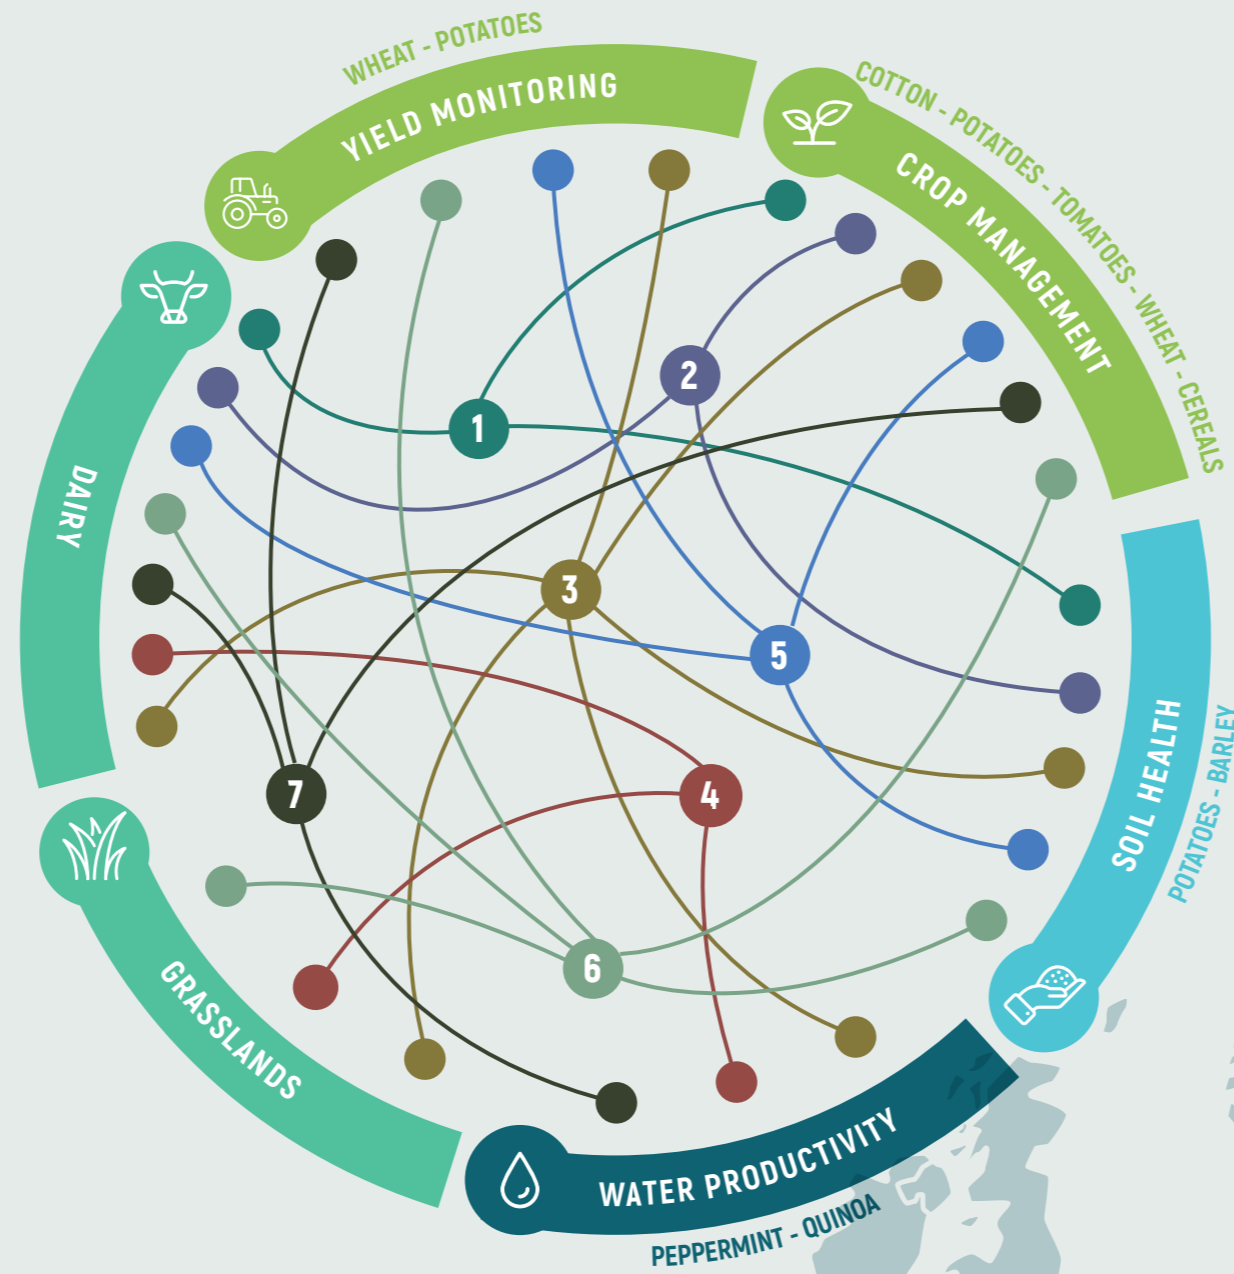 WHEAT - POTATOES
YIELD MONITORING
COTTON - POTATOES - TOMATOES - WHEAT - CEREALS
CROP MANAGEMENT
DAIRY
1
2
3
5
4
7
6
SOIL HEALTH
POTATOES - BARLEY
GRASSLANDS
WATER PRODUCTIVITY
PEPPERMINT - QUINOA